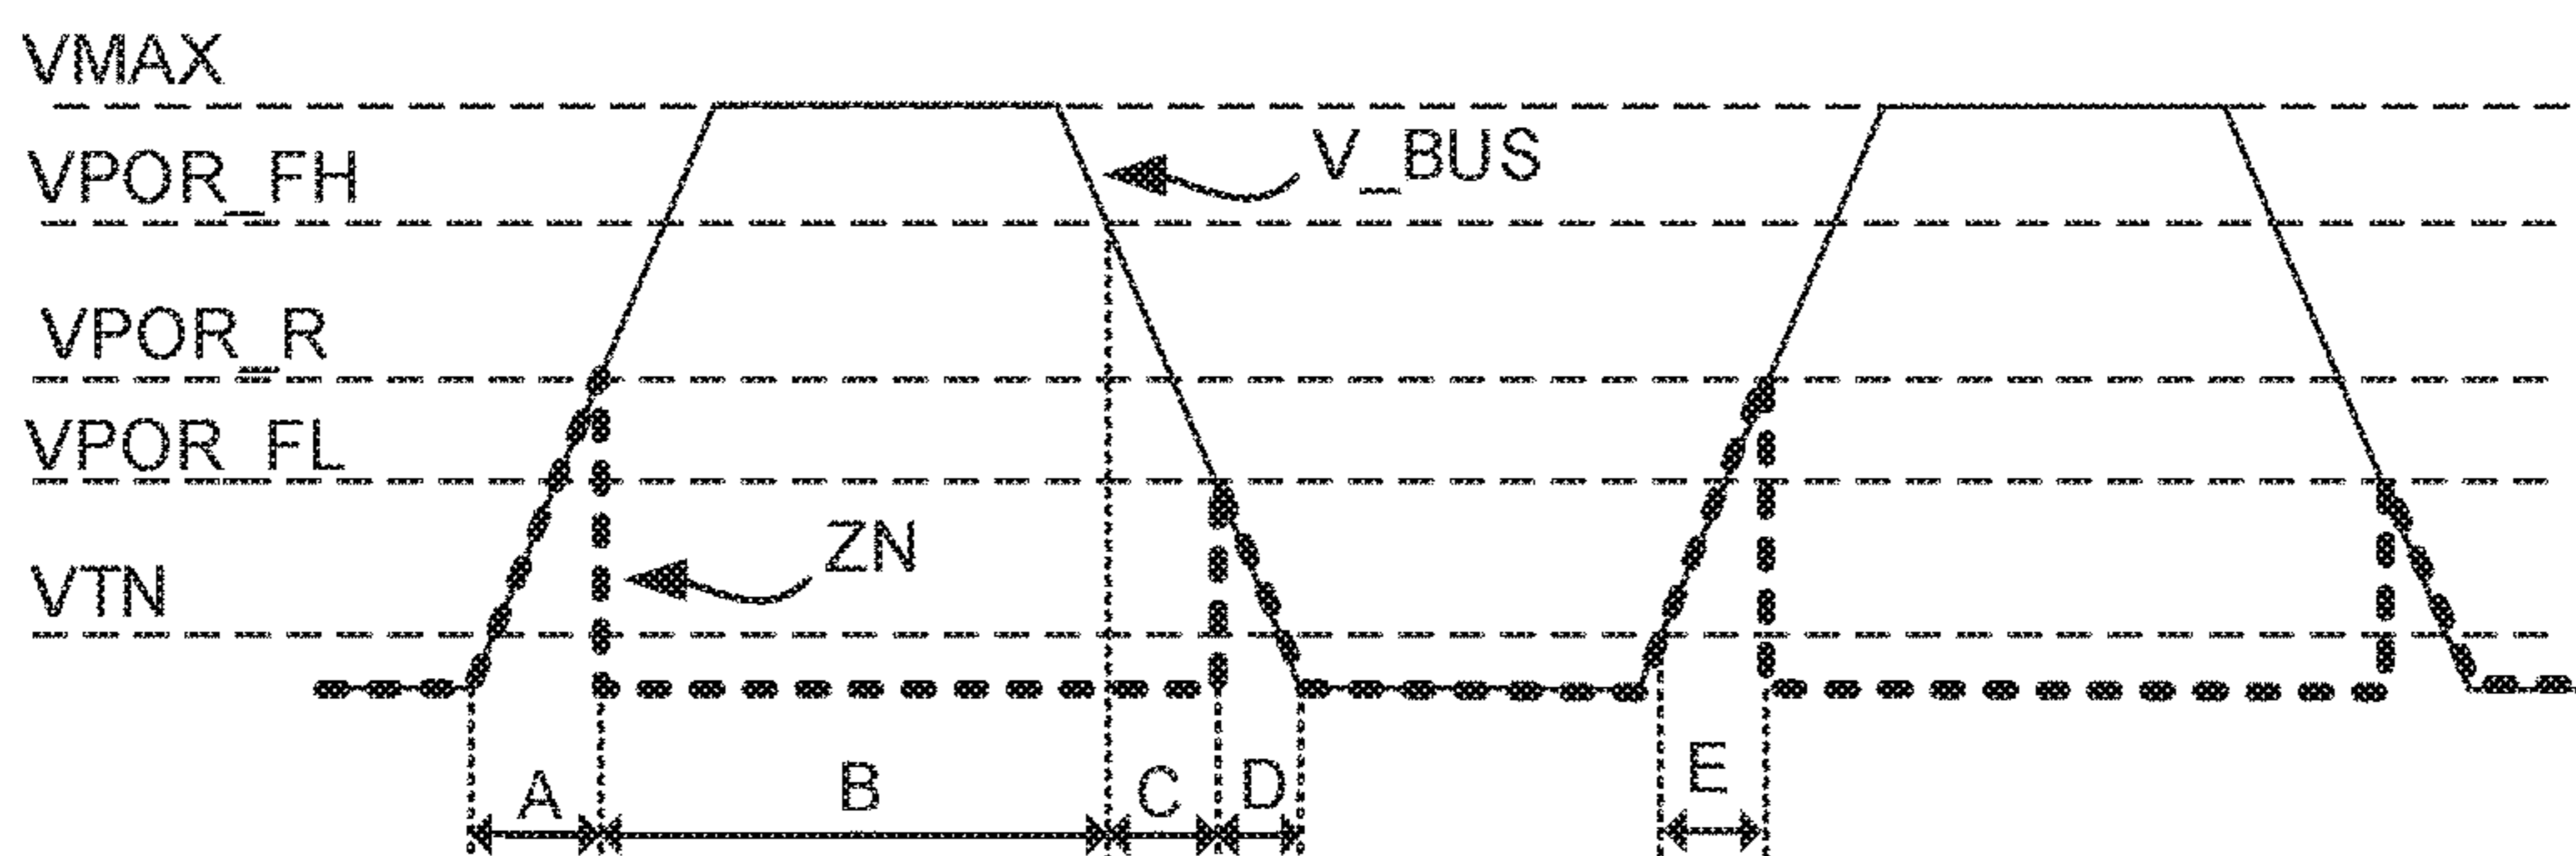 VMAX
VPOR_FH
V_BUS
VPOR_R
VPOR_FL
ZN
VTN
A
B
C
D
E